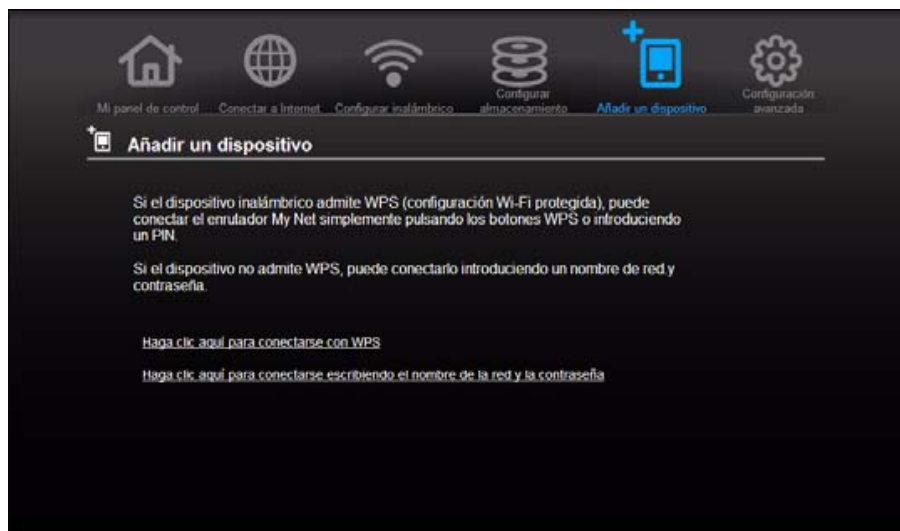 Mi panel de control
Conectar a Internet
Configurar inalámbrico
Configurar
almacenamiento
Añadir un dispositivo
Configuración
avanzada
Añadir un dispositivo
Si el dispositivo inalámbrico admite WPS (configuración Wi-Fi protegida), puede
conectar el enrutador My Net simplemente pulsando los botones WPS o introduciendo
un PIN.
Si el dispositivo no admite WPS, puede conectarlo introduciendo un nombre de red y
contraseña.
Haga clic aquí para conectarse con WPS
Haga clic aquí para conectarse escribiendo el nombre de la red y la contraseña